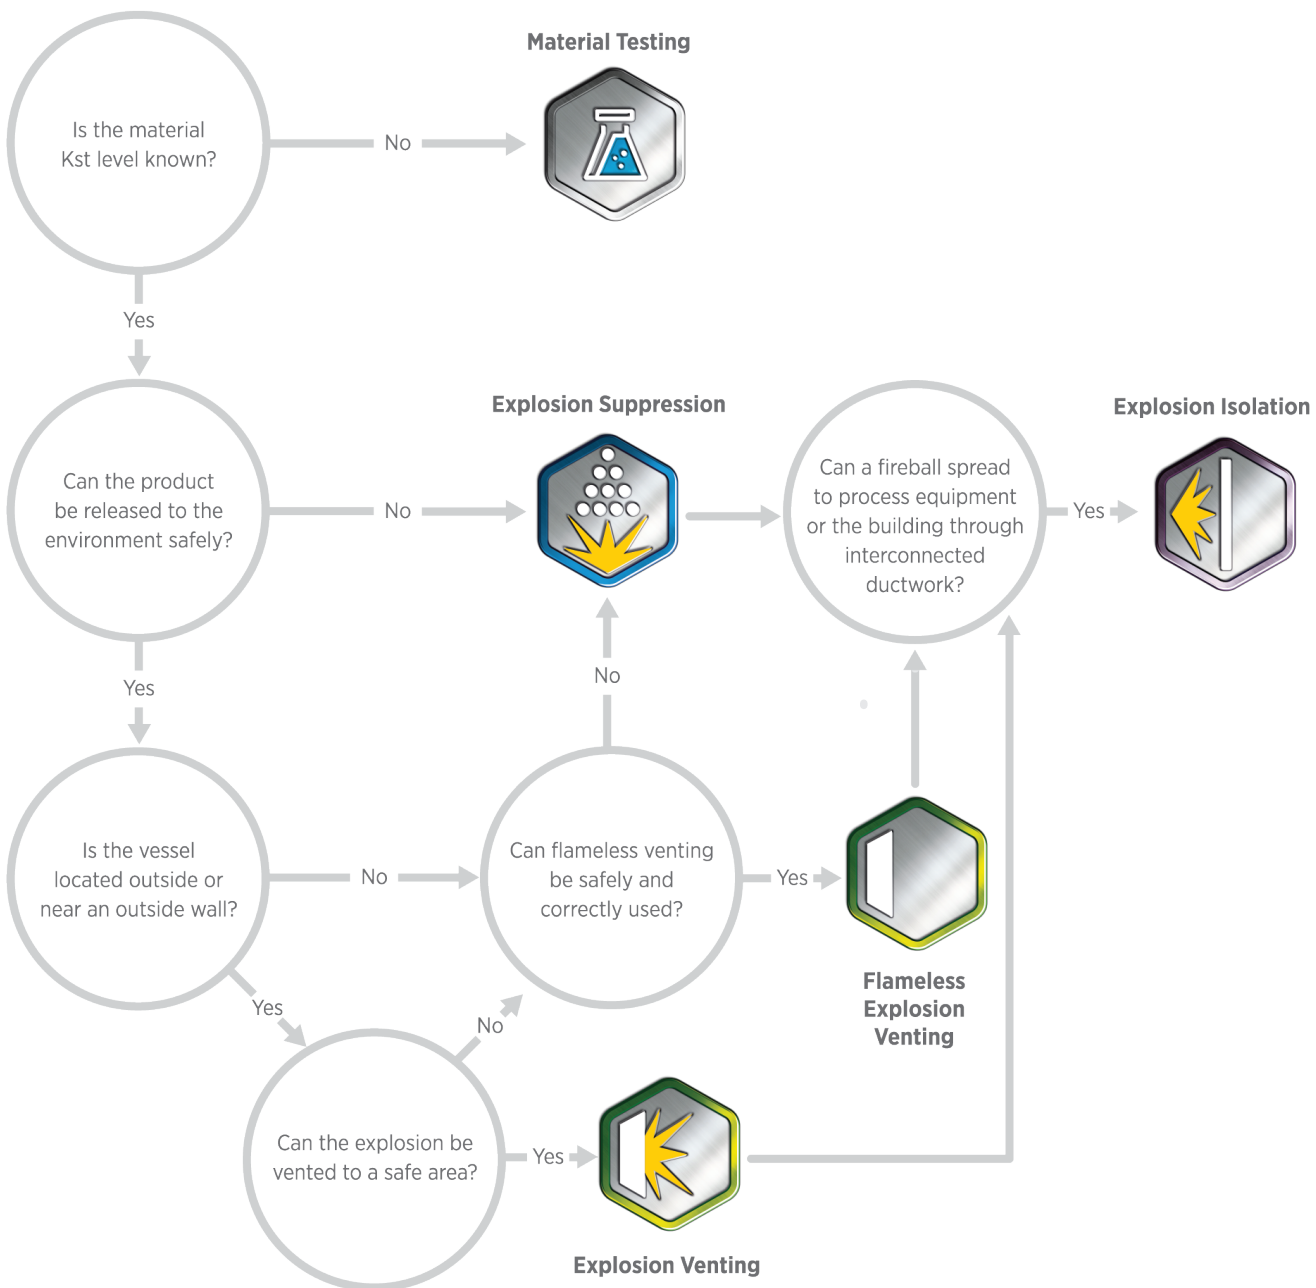 Material Testing
Is the material
Kst level known?
No
Yes
Explosion Suppression
Explosion Isolation
Can the product
be released to the
environment safely?
No
Can a fireball spread
to process equipment
or the building through
interconnected
ductwork?
Yes
Yes
No
Is the vessel
located outside or
near an outside wall?
No
Can flameless venting
be safely and
correctly used?
Yes
Flameless
Explosion
Venting
Yes
No
Can the explosion be
vented to a safe area?
Yes
Explosion Venting